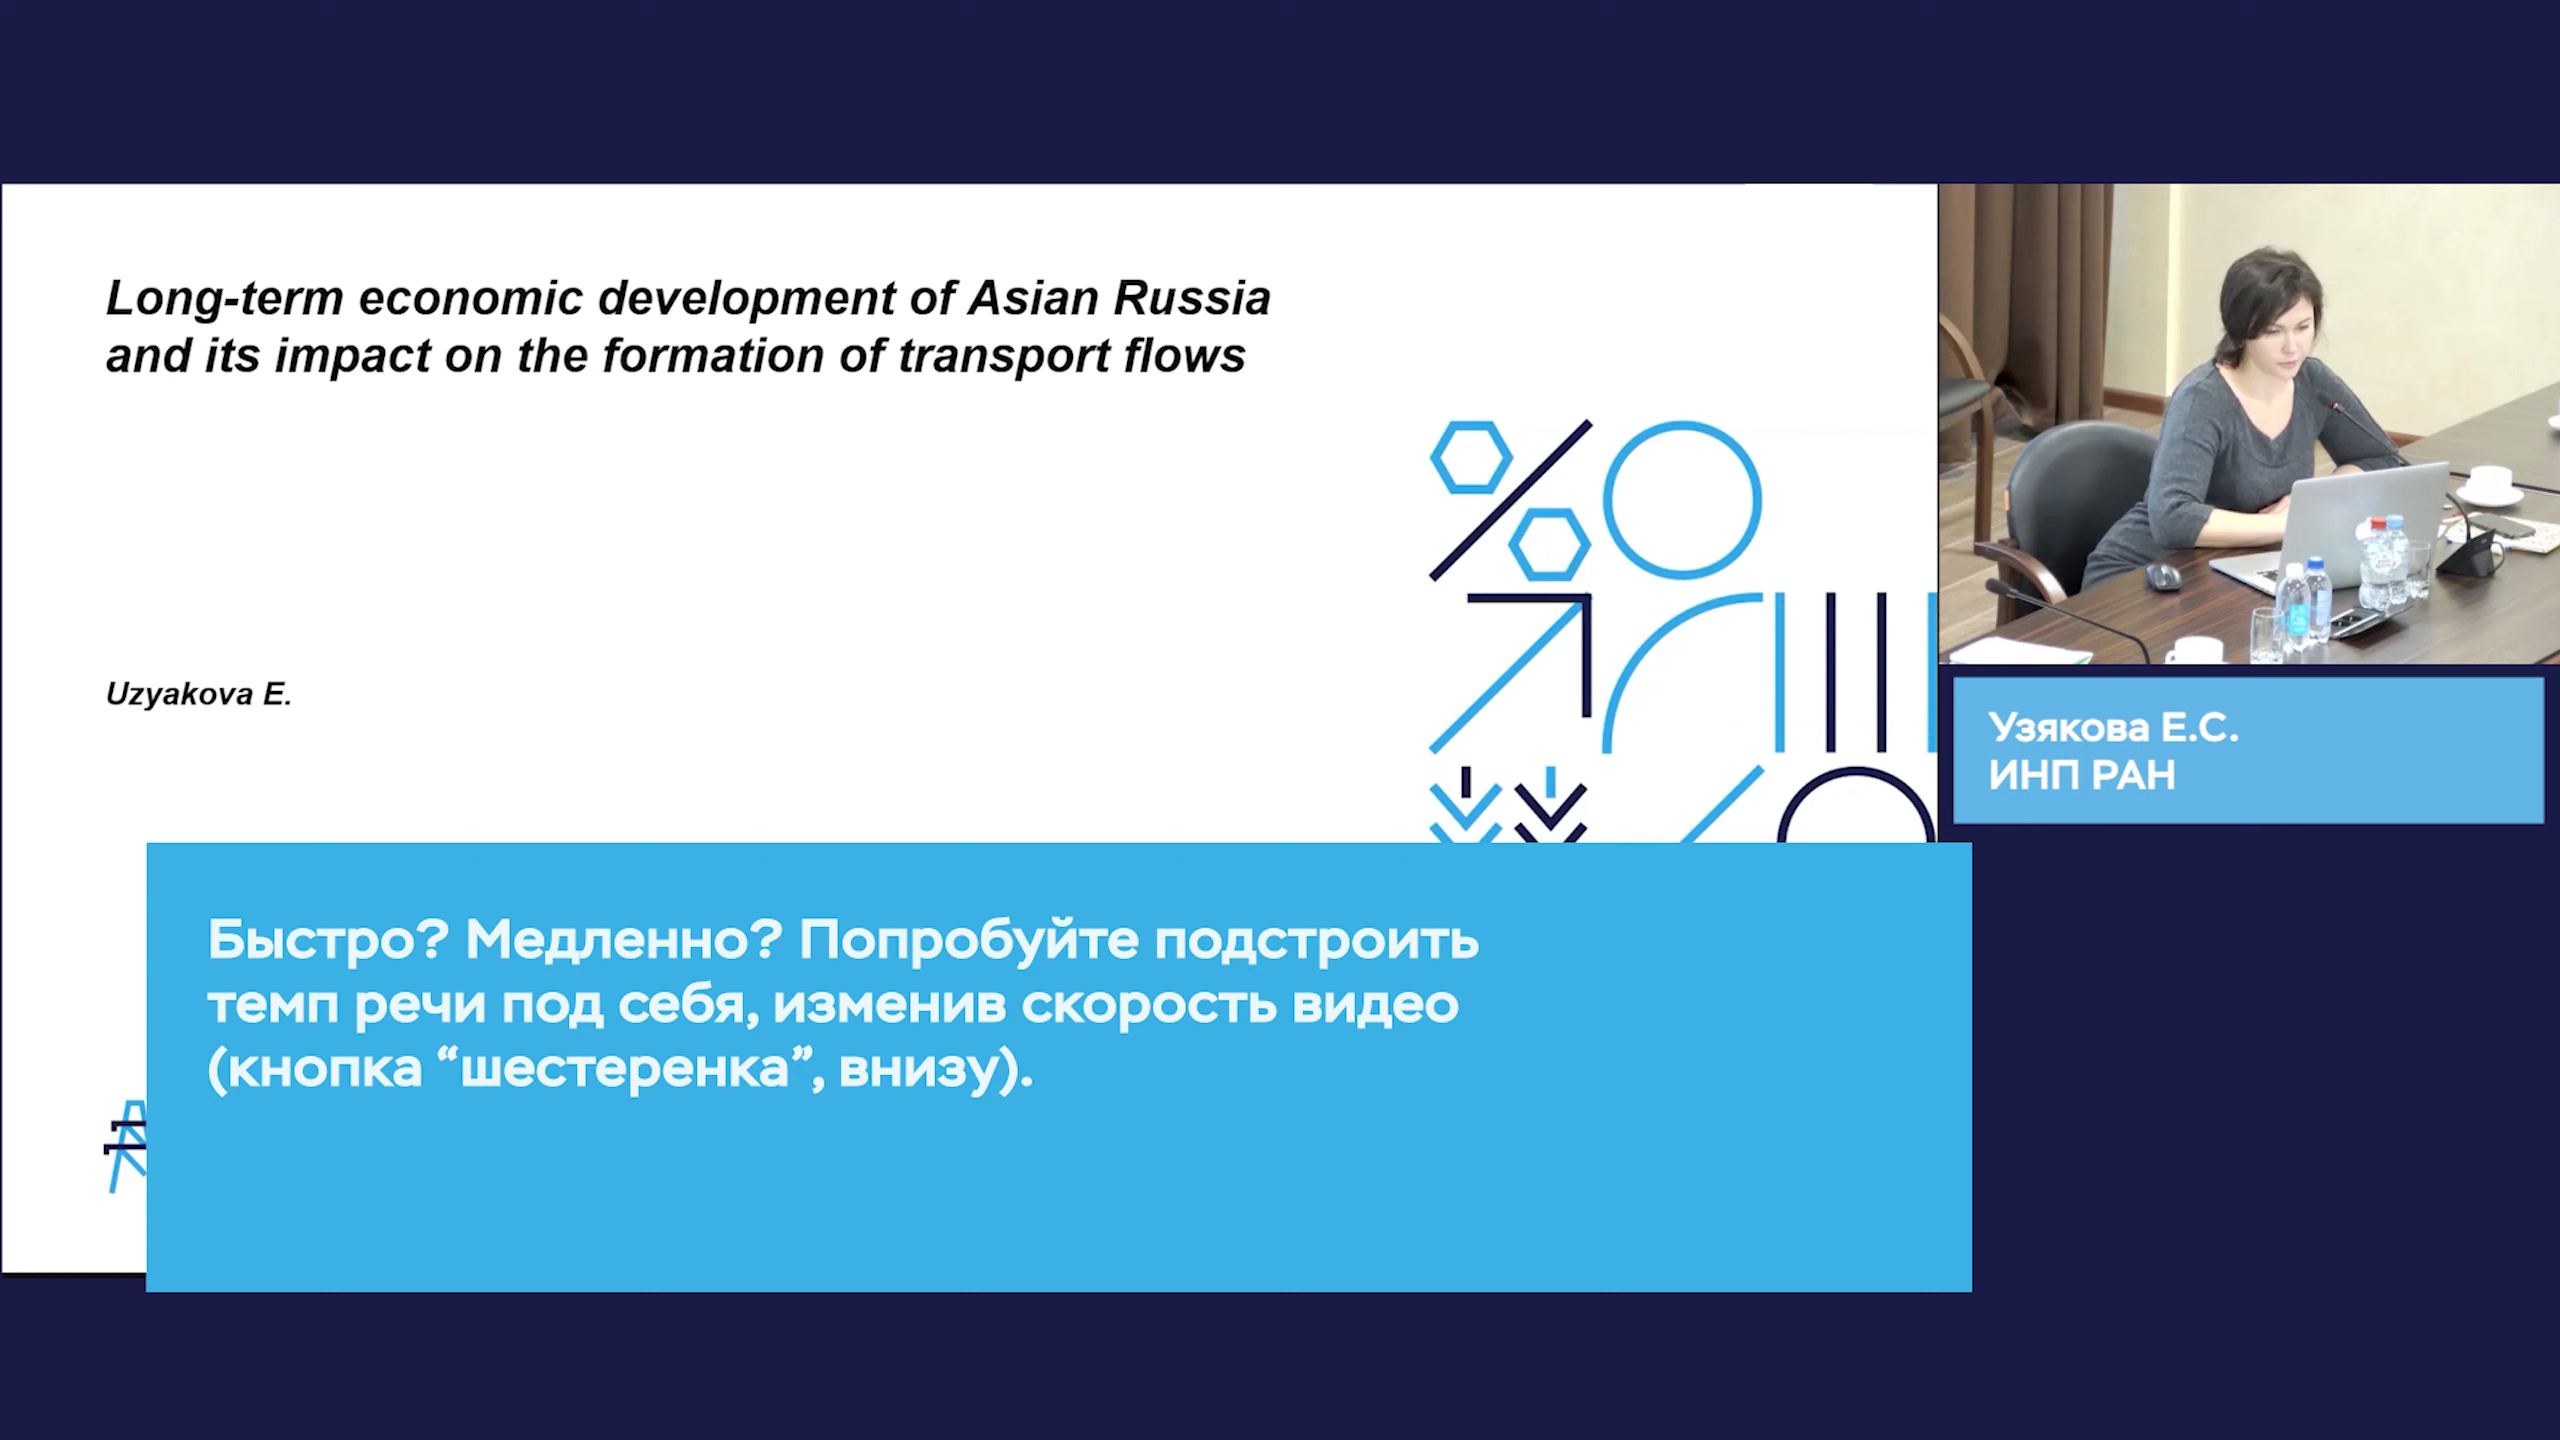 Long-term economic development of Asian Russia
and its impact on the formation of transport flows
Uzyakova E.
Узякова Е.С.
ИНП РАН
Быстро? Медленно? Попробуйте подстроить
темп речи под себя, изменив скорость видео
(кнопка “шестеренка”, внизу).